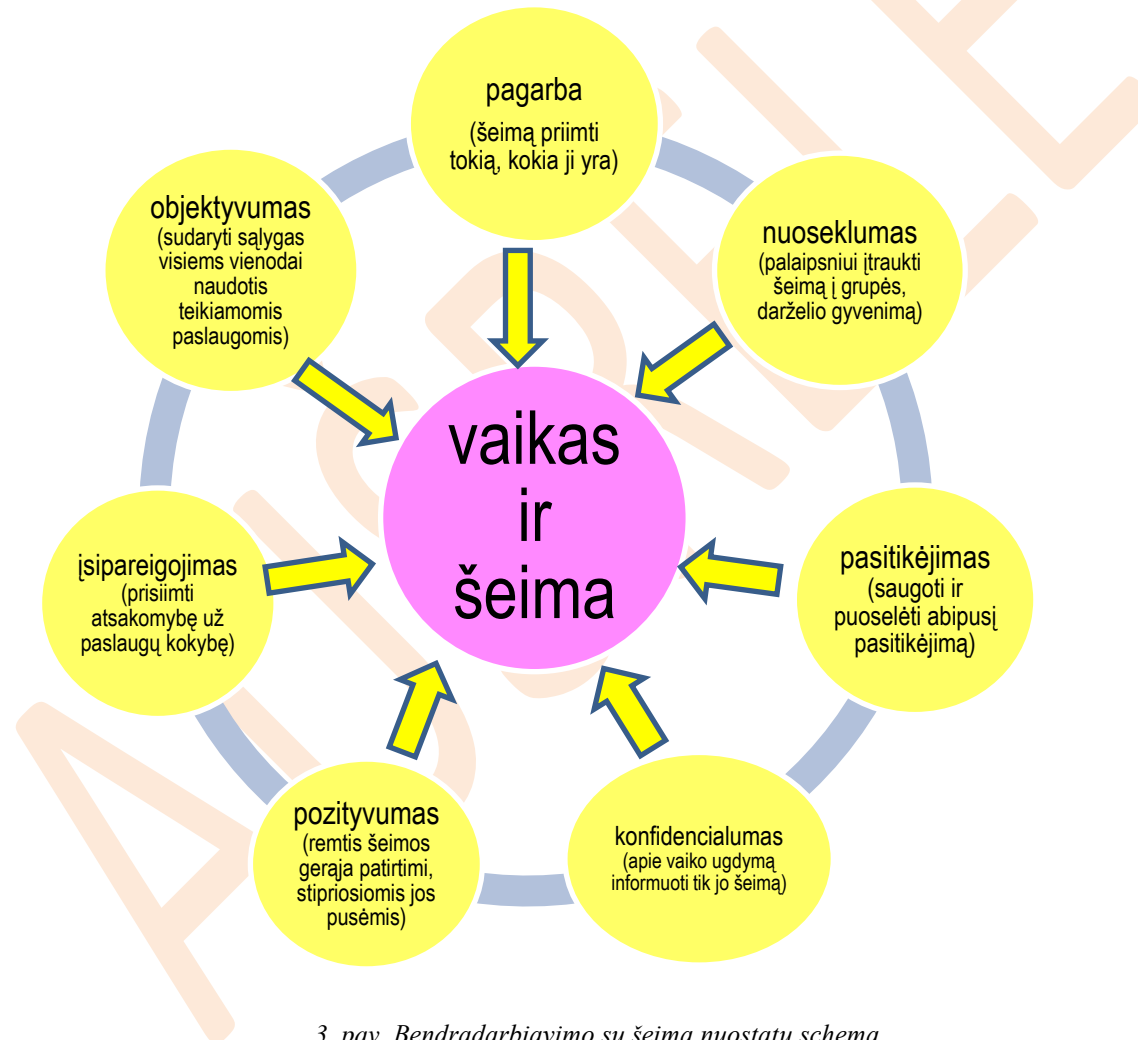 pagarba
(šeimą priimti
tokią, kokia ji yra)
nuoseklumas
(palaipsniui įtraukti
šeimą į grupės,
darželio gyvenimą)
pasitikėjimas
(saugoti ir
puoselėti abipusį
pasitikėjimą)
konfidencialumas
(apie vaiko ugdymą
informuoti tik jo šeimą)
pozityvumas
(remtis šeimos
gerąja patirtimi,
stipriosiomis jos
pusėmis)
įsipareigojimas
(prisiimti
atsakomybę už
paslaugų kokybę)
objektyvumas
(sudaryti sąlygas
visiems vienodai
naudotis
teikiamomis
paslaugomis)
vaikas
ir
šeima
3. pav. Bendradarbiavimo su šeima nuostatų schema